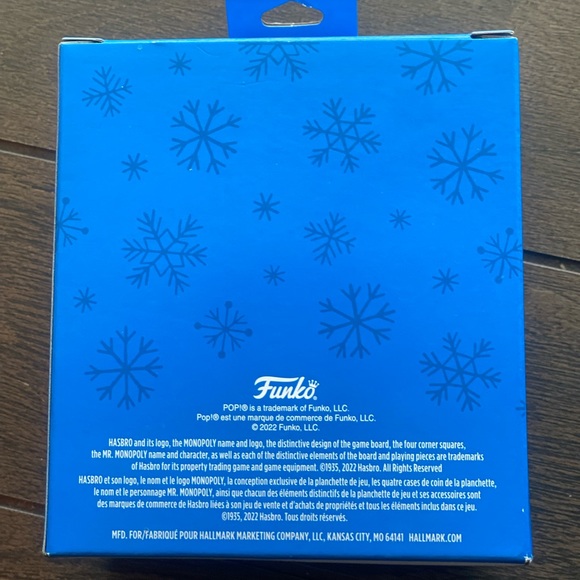 Funko
POP!® is a trademark of Funko, LLC.
Pop!® est une marque de commerce de Funko, LLC.
© 2022 Funko, LLC.
HASBRO and its logo, the MONOPOLY name and logo, the distinctive design of the game board, the four corner squares,
the MR. MONOPOLY name and character, as well as each of the distinctive elements of the board and playing pieces are trademarks
of Hasbro for its property trading game and game equipment. ©1935, 2022 Hasbro. All Rights Reserved
HASBRO et son logo, le nom et le logo MONOPOLY, la conception exclusive de la planchette de jeu, les quatre cases de coin de la planchette,
le nom et le personnage MR. MONOPOLY, ainsi que chacun des éléments distinctifs de la planchette et ses accessoires sont
des marques de commerce de Hasbro liées à son jeu de vente et d'achats de propriétés et tous les éléments inclus dans ce jeu.
©1935, 2022 Hasbro. Tous droits réservés.
MFD. FOR/FABRIQUÉ POUR HALLMARK MARKETING COMPANY, LLC, KANSAS CITY, MO 64141 HALLMARK.COM